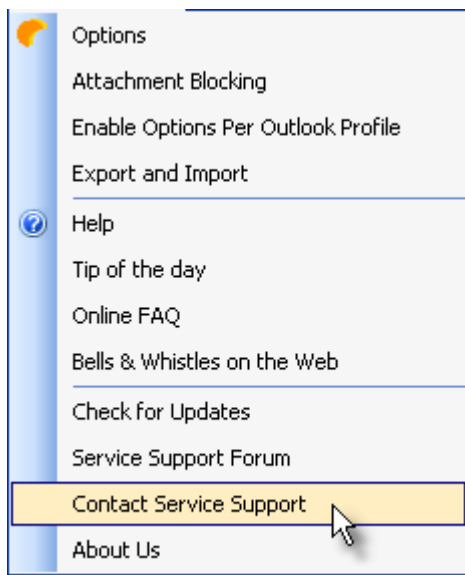 Options
Attachment Blocking
Enable Options Per Outlook Profile
Export and Import
Help
Tip of the day
Online FAQ
Bells & Whistles on the Web
Check for Updates
Service Support Forum
Contact Service Support
About Us